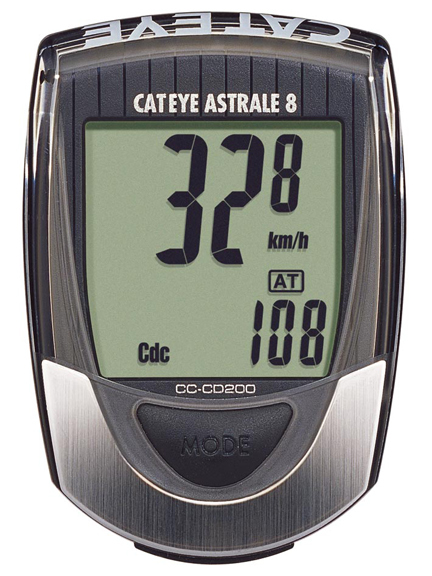 CATEYE
CATEYE ASTRALE 8
328
km/h
AT
Cdc 108
CC-CD200
MODE